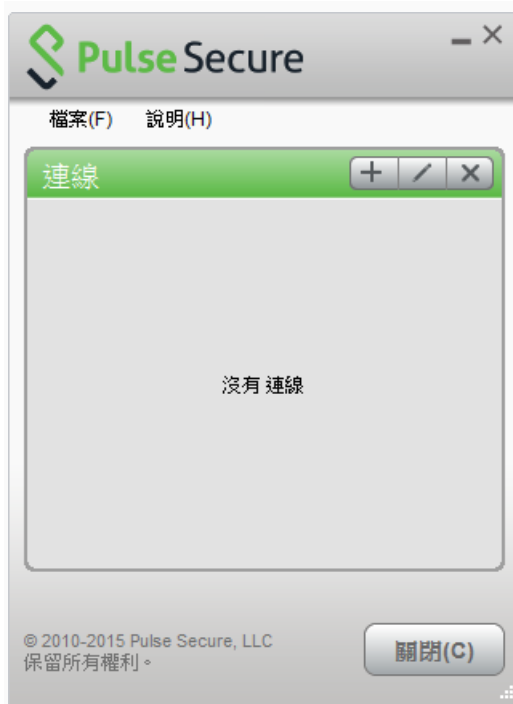 Pulse Secure
檔案(F) 說明(H)
連線
沒有 連線
© 2010-2015 Pulse Secure, LLC
保留所有權利。
關閉(C)